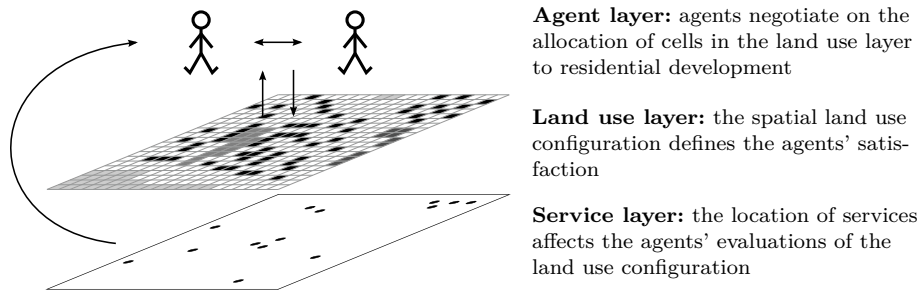 Agent layer: agents negotiate on the
allocation of cells in the land use layer
to residential development
Land use layer: the spatial land use
configuration defines the agents' satis-
faction
Service layer: the location of services
affects the agents' evaluations of the
land use configuration